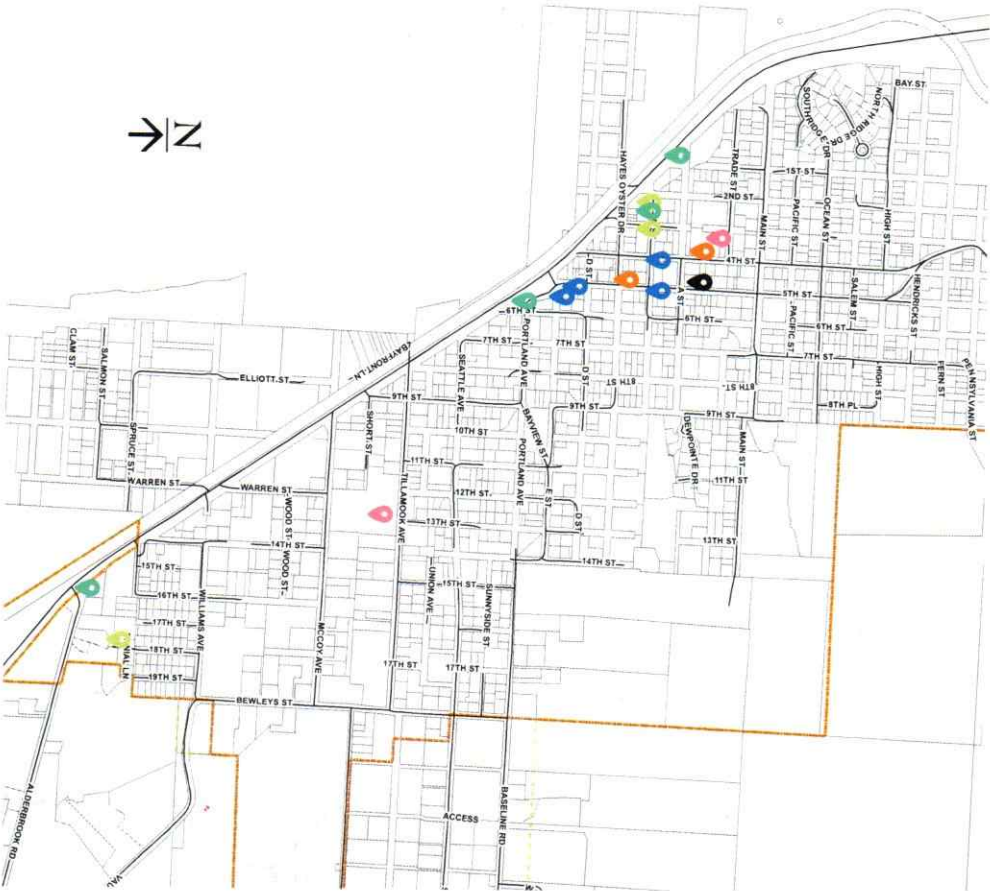 N
BAY ST
NORTH RIDGE DR
SOUTHRIDGE DR
TRADE ST
1ST ST
2ND ST
PACIFIC ST
OCEAN ST
HIGH ST
MAIN ST
HAYES OYSTER DR
4TH ST
SALEM ST
HENDRICKS ST
D ST
A ST
5TH ST
6TH ST
6TH ST
PACIFIC ST
6TH ST
7TH ST
PORTLAND AVE
7TH ST
D ST
8TH ST
8TH ST
7TH ST
HIGH ST
FERN ST
PENNSYLVANIA ST
8TH PL
CLAM ST
SALMON ST
ELLIOTT ST
BAYFRONT LN
SEATTLE AVE
9TH ST
9TH ST
9TH ST
SHORT ST
10TH ST
BAYVIEW ST
PORTLAND AVE
DEWPOINTE DR
MAIN ST
11TH ST
11TH ST
SPRUCE ST
WARREN ST
WARREN ST
WOOD ST
TILLAMOOK AVE
12TH ST
E ST
D ST
13TH ST
13TH ST
14TH ST
WOOD ST
14TH ST
15TH ST
16TH ST
WILLIAMS AVE
UNION AVE
15TH ST
SUNNYSIDE ST
17TH ST
MCCOY AVE
18TH ST
17TH ST
17TH ST
19TH ST
BEWLEYS ST
ALDERBROOK RD
ACCESS
BASELINE RD